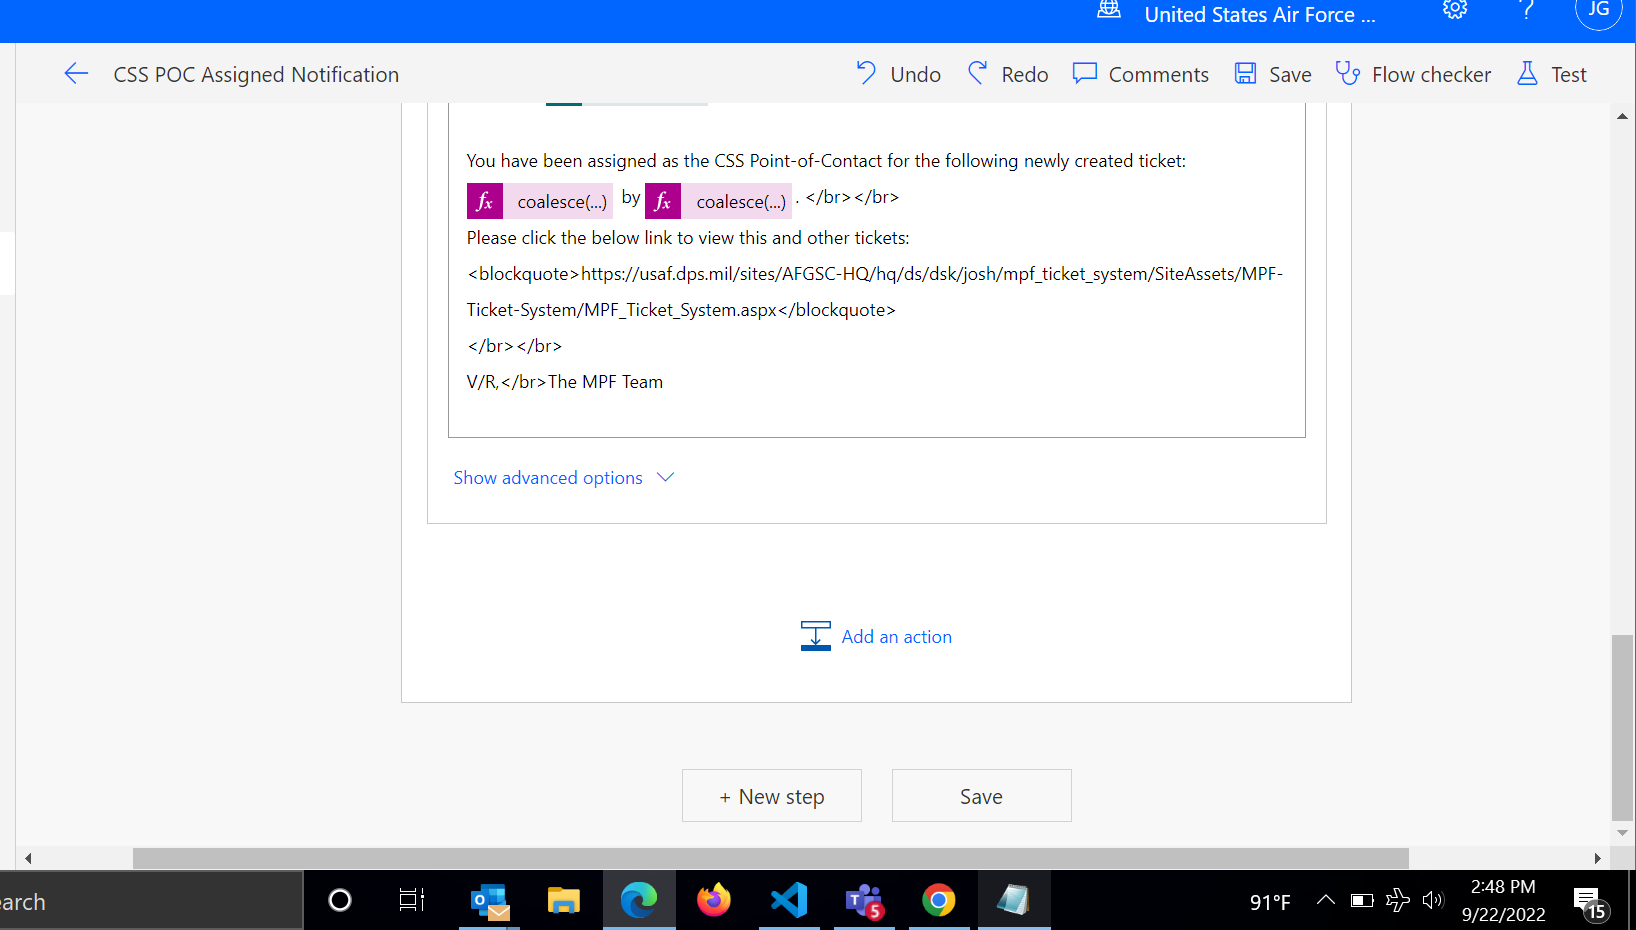 United States Air Force ...
?
JG
CSS POC Assigned Notification
Undo
Redo
Comments
Save
Flow checker
Test
You have been assigned as the CSS Point-of-Contact for the following newly created ticket:
fx coalesce(...) by fx coalesce(...) . </br></br>
Please click the below link to view this and other tickets:
<blockquote>https://usaf.dps.mil/sites/AFGSC-HQ/hq/ds/dsk/josh/mpf_ticket_system/SiteAssets/MPF-
Ticket-System/MPF_Ticket_System.aspx</blockquote>
</br></br>
V/R,</br>The MPF Team
Show advanced options
Add an action
+ New step
Save
earch
5
91°F
2:48 PM
9/22/2022
15